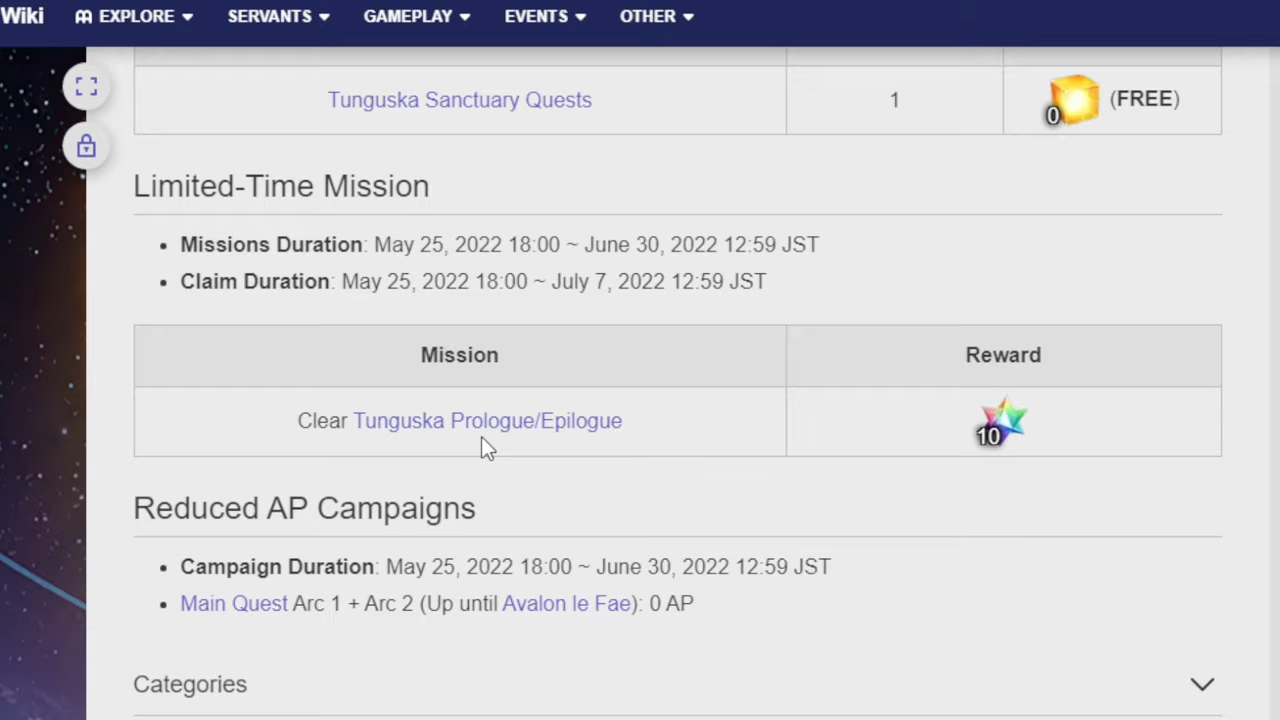 Wiki EXPLORE SERVANTS GAMEPLAY EVENTS OTHER
Tunguska Sanctuary Quests 1 0 (FREE)
Limited-Time Mission
• Missions Duration: May 25, 2022 18:00 ~ June 30, 2022 12:59 JST
• Claim Duration: May 25, 2022 18:00 ~ July 7, 2022 12:59 JST
Mission Reward
Clear Tunguska Prologue/Epilogue 10
Reduced AP Campaigns
• Campaign Duration: May 25, 2022 18:00 ~ June 30, 2022 12:59 JST
• Main Quest Arc 1 + Arc 2 (Up until Avalon le Fae): 0 AP
Categories